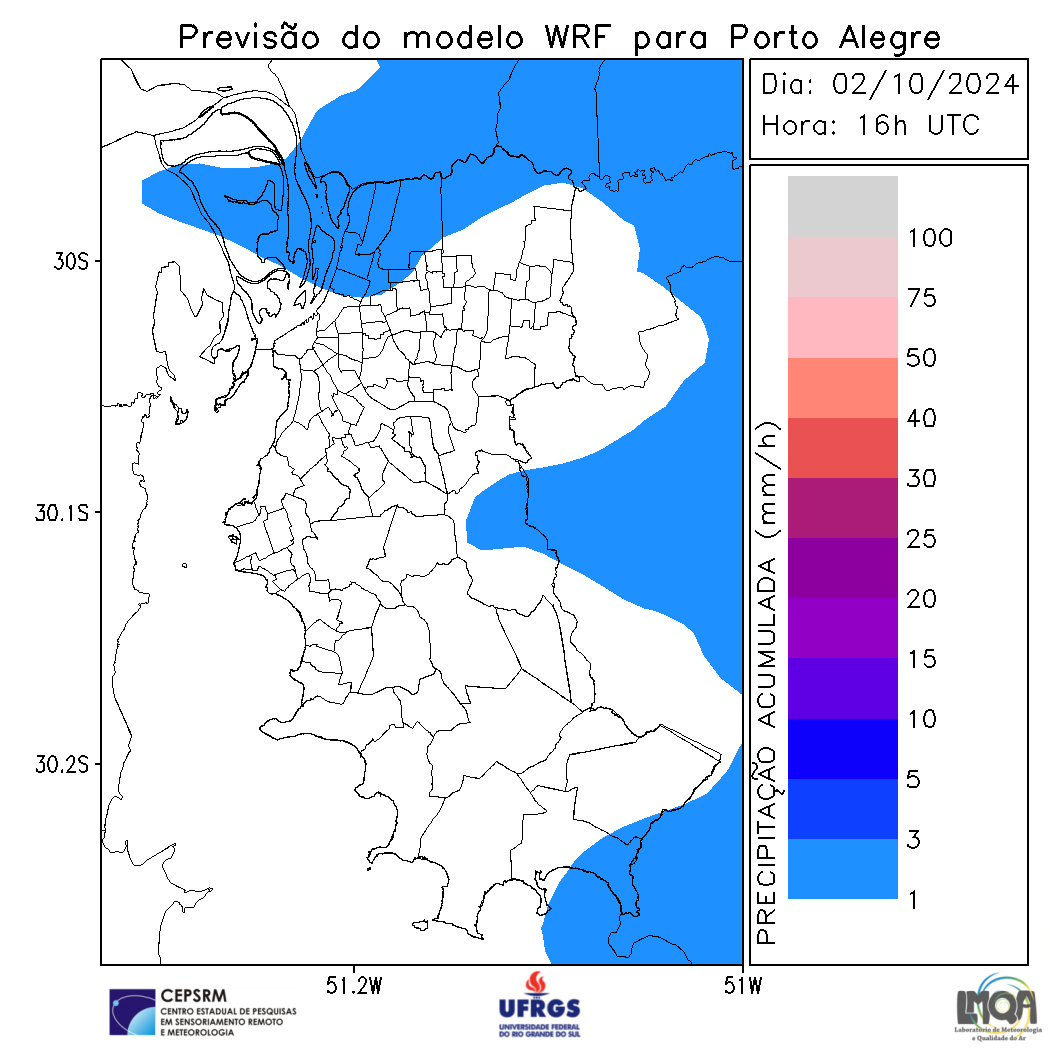 Previsão do modelo WRF para Porto Alegre
Dia: 02/10/2024
Hora: 16h UTC
30S
30.1S
30.2S
51.2W
51W
PRECIPITAÇÃO ACUMULADA (mm/h)
100
75
50
40
30
25
20
15
10
5
3
1
CEPSRM
CENTRO ESTADUAL DE PESQUISAS
EM SENSORIAMENTO REMOTO
E METEOROLOGIA
UFRGS
UNIVERSIDADE FEDERAL
DO RIO GRANDE DO SUL
LMQA
Laboratório de Meteorologia
e Qualidade do Ar